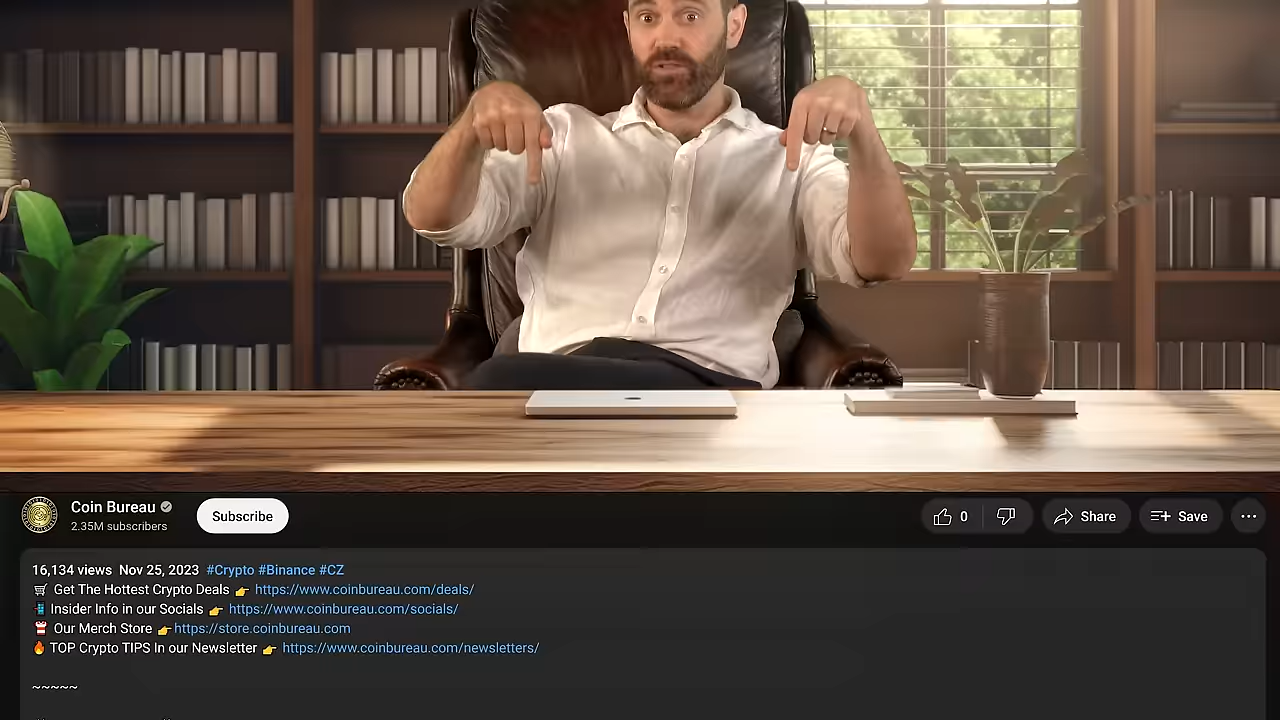 Coin Bureau
2.35M subscribers
Subscribe
0
Share
Save
16,134 views Nov 25, 2023 #Crypto #Binance #CZ
🛒 Get The Hottest Crypto Deals 👉 https://www.coinbureau.com/deals/
📲 Insider Info in our Socials 👉 https://www.coinbureau.com/socials/
👕 Our Merch Store 👉 https://store.coinbureau.com
🔥 TOP Crypto TIPS In our Newsletter 👉 https://www.coinbureau.com/newsletters/
~~~~~